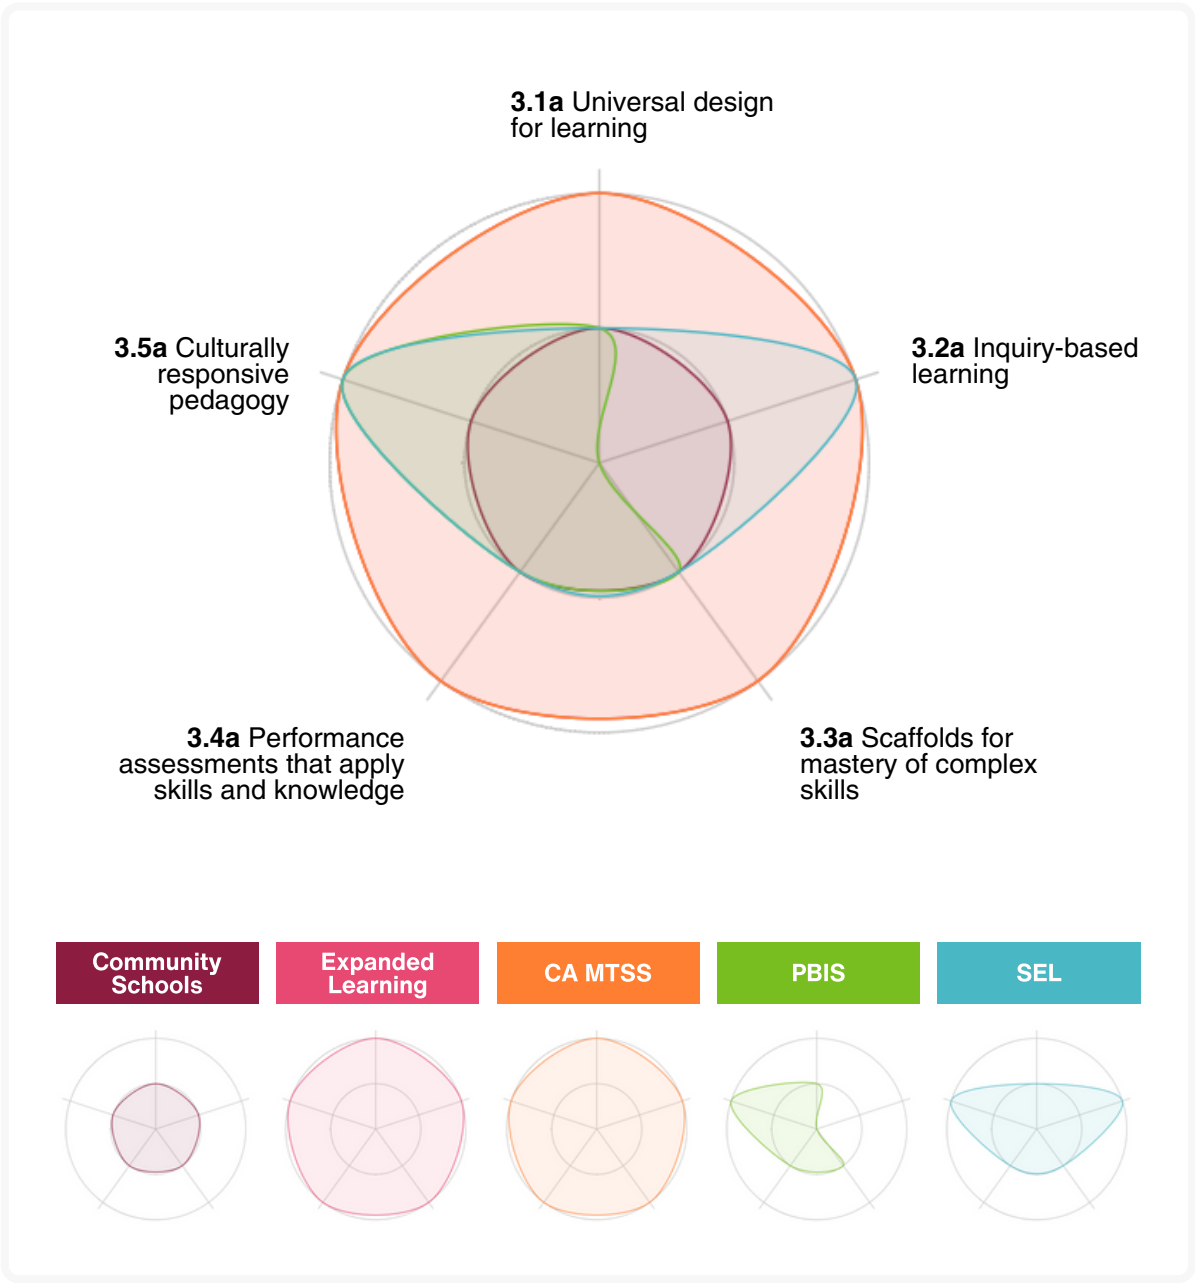 3.1a Universal design
for learning
3.5a Culturally
responsive
pedagogy
3.2a Inquiry-based
learning
3.4a Performance
assessments that apply
skills and knowledge
3.3a Scaffolds for
mastery of complex
skills
Community
Schools
Expanded
Learning
CA MTSS
PBIS
SEL